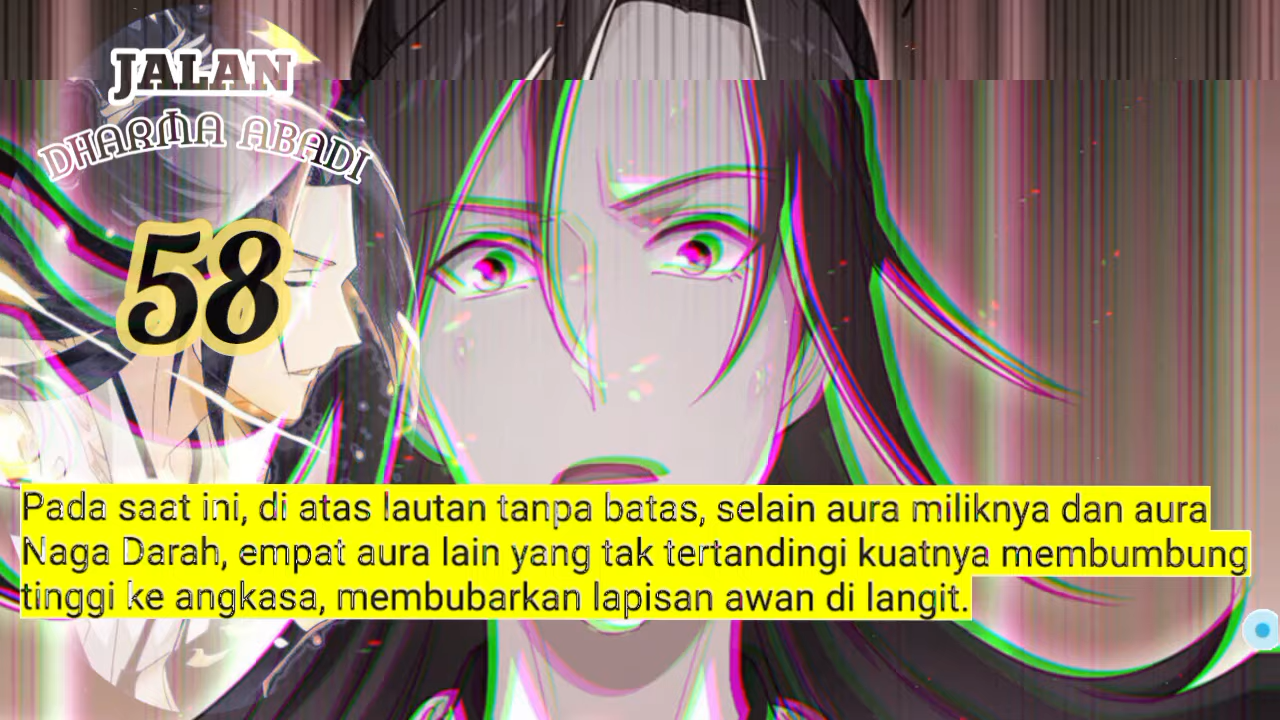 JALAN
DHARMA ABADI
58
Pada saat ini, di atas lautan tanpa batas, selain aura miliknya dan aura
Naga Darah, empat aura lain yang tak tertandingi kuatnya membumbung
tinggi ke angkasa, membubarkan lapisan awan di langit.